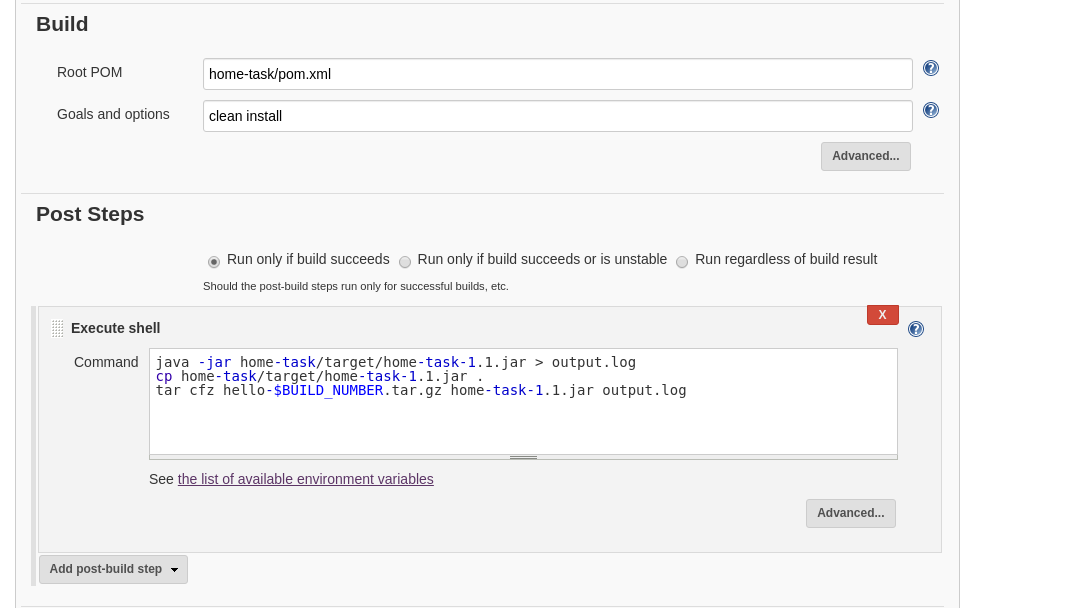 Build
Root POM
home-task/pom.xml
Goals and options
clean install
Advanced...
Post Steps
Run only if build succeeds Run only if build succeeds or is unstable Run regardless of build result
Should the post-build steps run only for successful builds, etc.
X
Execute shell
Command
java -jar home-task/target/home-task-1.1.jar > output.log
cp home-task/target/home-task-1.1.jar .
tar cfz hello-$BUILD_NUMBER.tar.gz home-task-1.1.jar output.log
See the list of available environment variables
Advanced...
Add post-build step